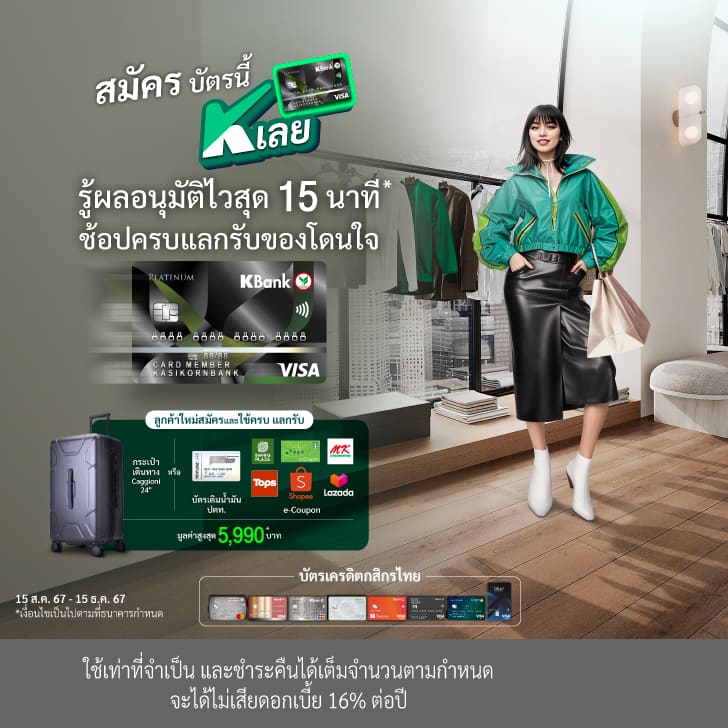 สมัคร บัตรนี้
KBank
VISA
Kเลย
รู้ผลอนุมัติไวสุด 15 นาที*
ช้อปครบแลกรับของโดนใจ
PLATINUM
KBank
88/88
CARD MEMBER
KASIKORNBANK
VISA
ลูกค้าใหม่สมัครและใช้ครบ แลกรับ
กระเป๋า
เดินทาง
Caggioni
24"
หรือ
บัตรเติมน้ำมัน
ปตท.
MK
Tops
Shopee
Lazada
e-Coupon
มูลค่าสูงสุด 5,990* บาท
บัตรเครดิตกสิกรไทย
15 ส.ค. 67 - 15 ธ.ค. 67
*เงื่อนไขเป็นไปตามที่ธนาคารกำหนด
ใช้เท่าที่จำเป็น และชำระคืนได้เต็มจำนวนตามกำหนด
จะได้ไม่เสียดอกเบี้ย 16% ต่อปี